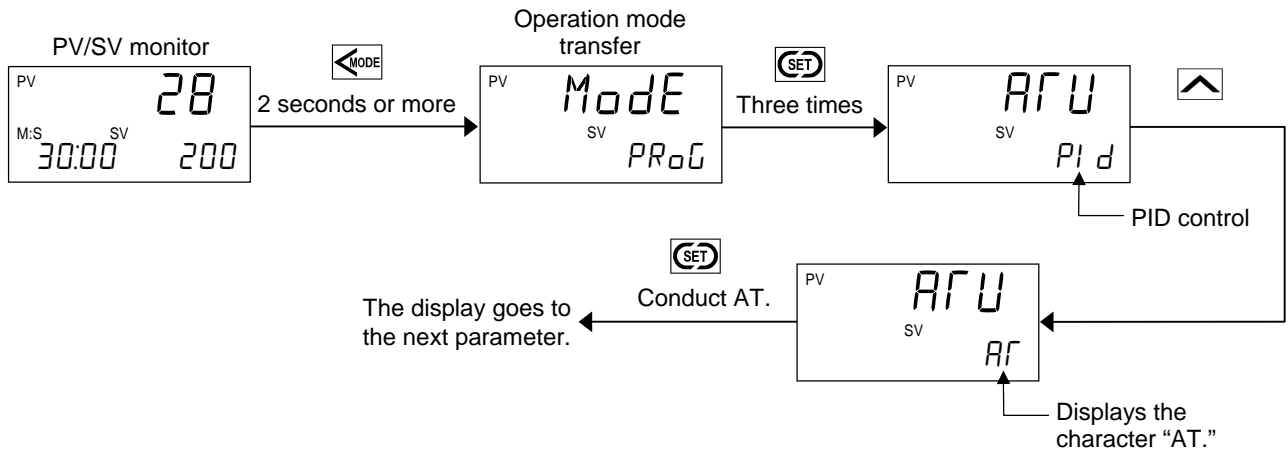 Operation mode
transfer
PV/SV monitor
PV 28
M:S SV
30:00 200
MODE
2 seconds or more
PV ModE
SV
PRoG
SET
Three times
PV ATU
SV
PI d
PID control
SET
Conduct AT.
The display goes to
the next parameter.
PV ATU
SV
AT
Displays the
character “AT.”